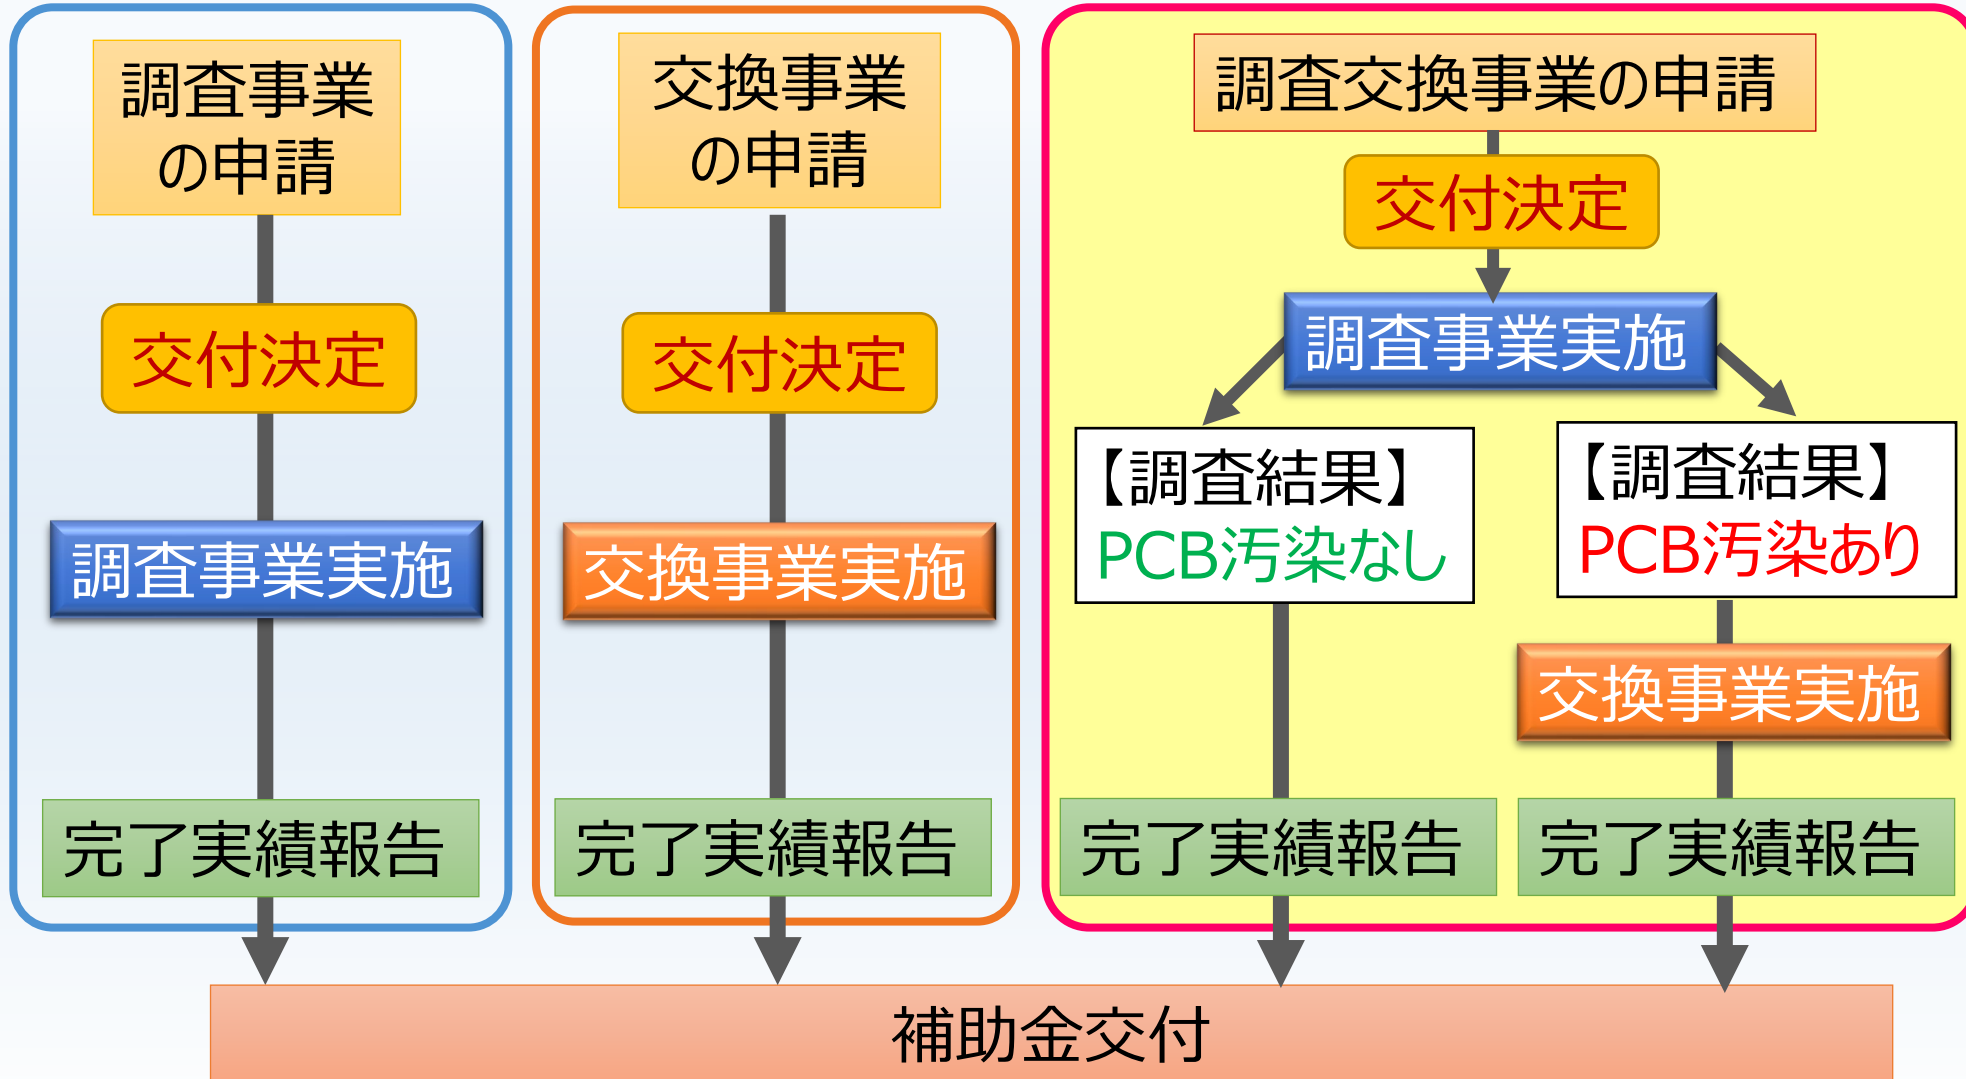 調査事業
の申請
交付決定
調査事業実施
完了実績報告
交換事業
の申請
交付決定
交換事業実施
完了実績報告
調査交換事業の申請
交付決定
調査事業実施
【調査結果】
PCB汚染なし
完了実績報告
【調査結果】
PCB汚染あり
交換事業実施
完了実績報告
補助金交付